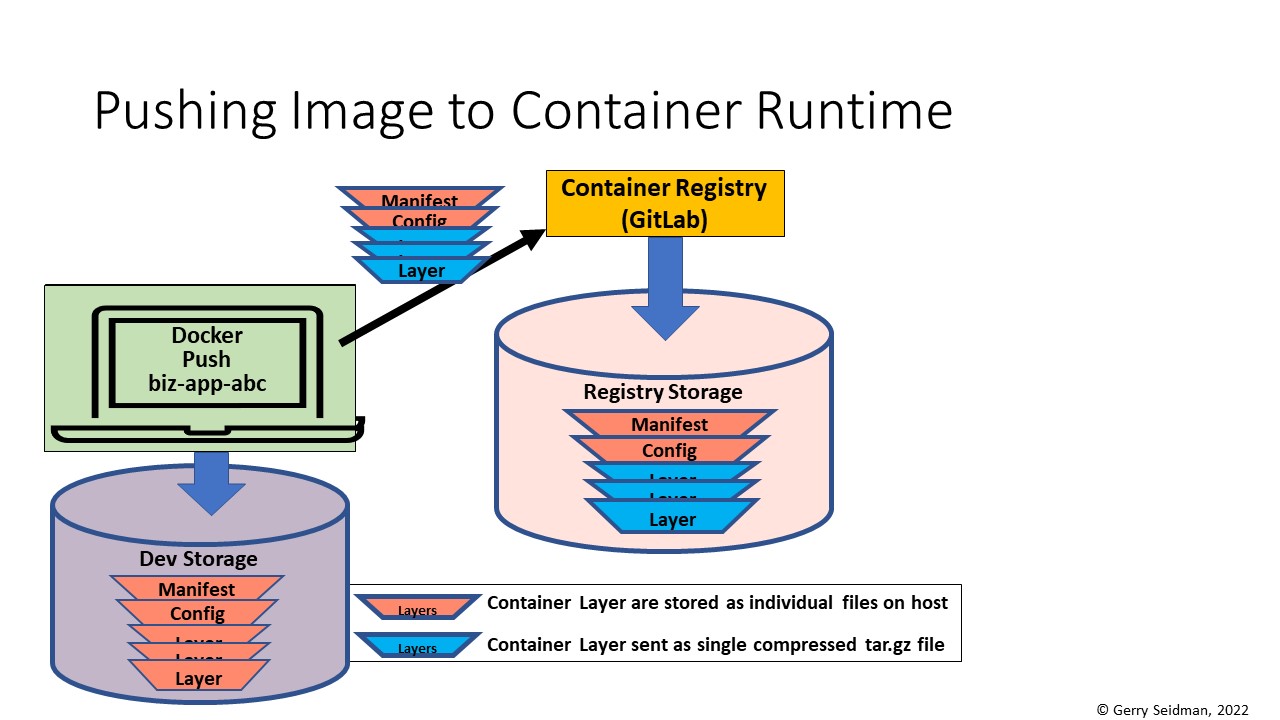 Pushing Image to Container Runtime
Manifest
Config
Layer
Container Registry
(GitLab)
Docker
Push
biz-app-abc
Registry Storage
Manifest
Config
Layer
Layer
Layer
Dev Storage
Manifest
Config
Layer
Layer
Layer
Layers
Container Layer are stored as individual files on host
Layers
Container Layer sent as single compressed tar.gz file
© Gerry Seidman, 2022